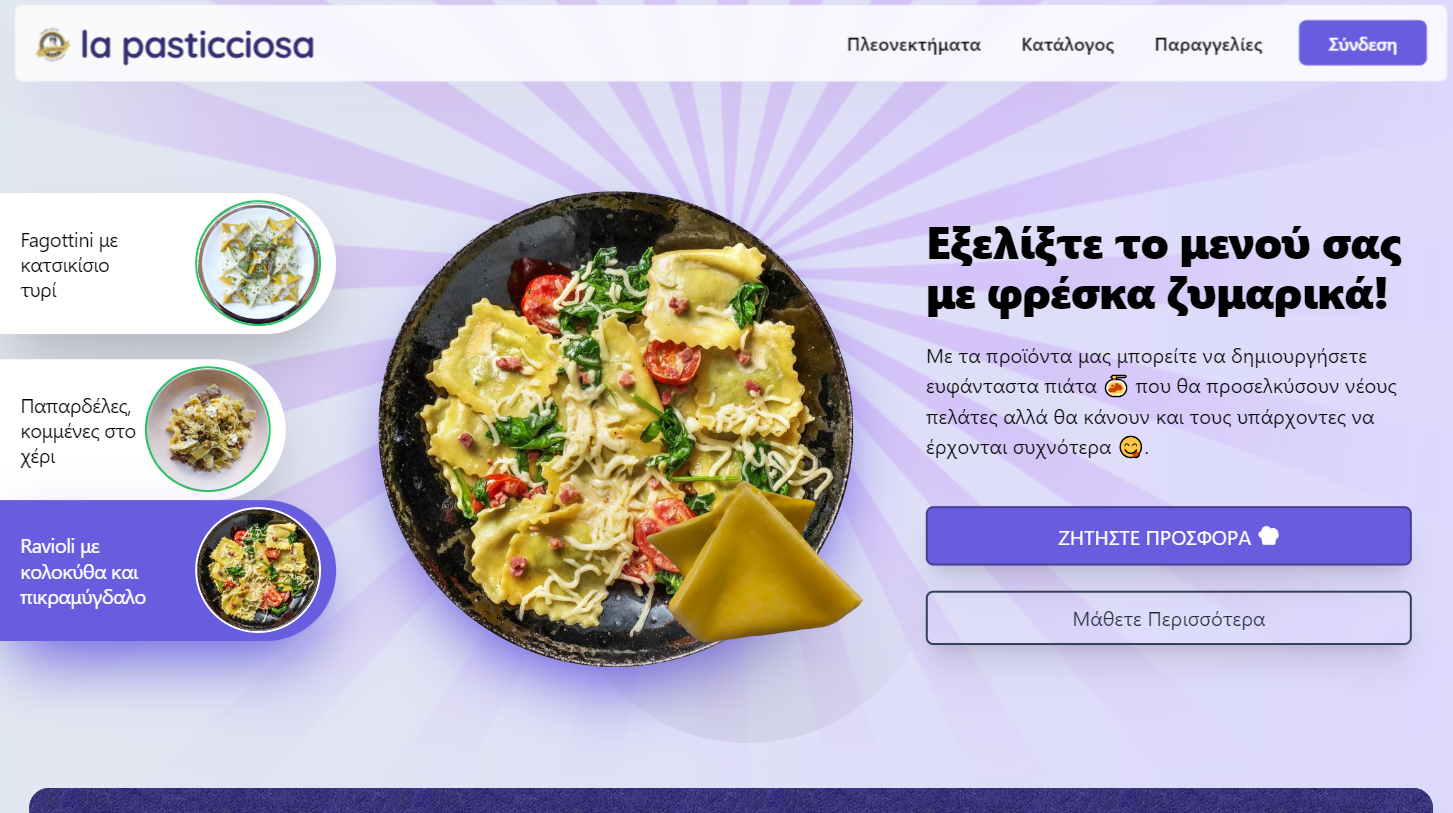 la pasticciosa
Πλεονεκτήματα
Κατάλογος
Παραγγελίες
Σύνδεση
Fagottini με
κατσικίσιο
τυρί
Παπαρδέλες,
κομμένες στο
χέρι
Ravioli με
κολοκύθα και
πικραμύγδαλο
Εξελίξτε το μενού σας
με φρέσκα ζυμαρικά!
Με τα προϊόντα μας μπορείτε να δημιουργήσετε
ευφάνταστα πιάτα 🍝 που θα προσελκύσουν νέους
πελάτες αλλά θα κάνουν και τους υπάρχοντες να
έρχονται συχνότερα 😋.
ΖΗΤΗΣΤΕ ΠΡΟΣΦΟΡΑ
Μάθετε Περισσότερα